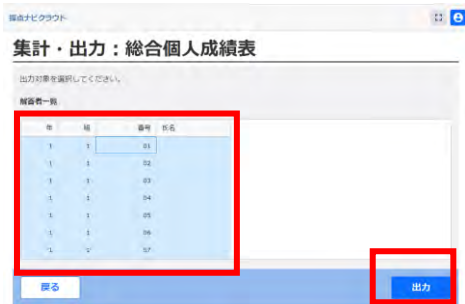 採点ナビクラウド
集計・出力：総合個人成績表
出力対象を選択してください。
解答者一覧
年 組 番号 氏名
1 1 01
1 1 02
1 1 03
1 1 04
1 1 05
1 1 06
1 07
戻る 出力